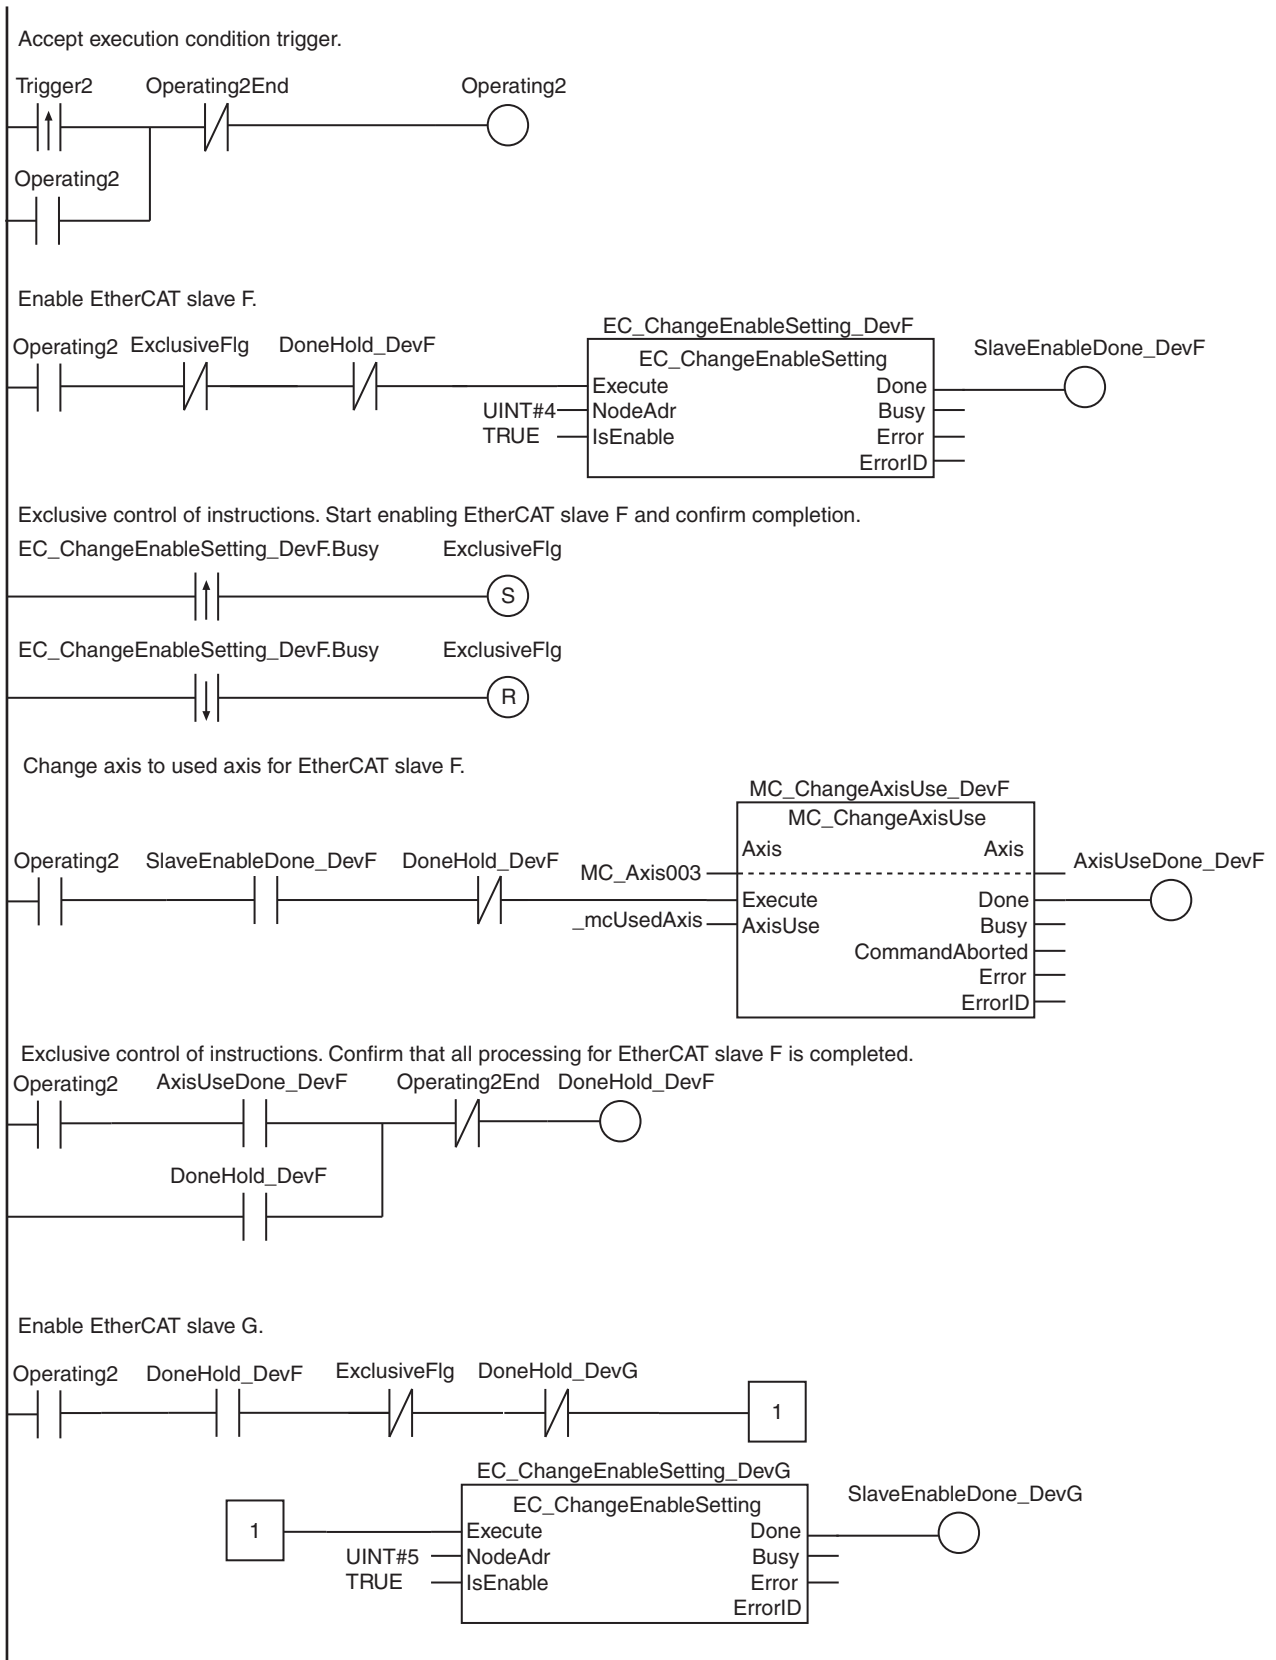 Accept execution condition trigger.
Trigger2 Operating2End Operating2
Operating2
Enable EtherCAT slave F.
EC_ChangeEnableSetting_DevF
Operating2 ExclusiveFlg DoneHold_DevF EC_ChangeEnableSetting SlaveEnableDone_DevF
Execute Done
UINT#4 NodeAdr Busy
TRUE IsEnable Error
ErrorID
Exclusive control of instructions. Start enabling EtherCAT slave F and confirm completion.
EC_ChangeEnableSetting_DevF.Busy ExclusiveFlg
S
EC_ChangeEnableSetting_DevF.Busy ExclusiveFlg
R
Change axis to used axis for EtherCAT slave F.
MC_ChangeAxisUse_DevF
MC_ChangeAxisUse
Axis Axis
Operating2 SlaveEnableDone_DevF DoneHold_DevF MC_Axis003 AxisUseDone_DevF
Execute Done
_mcUsedAxis AxisUse Busy
CommandAborted
Error
ErrorID
Exclusive control of instructions. Confirm that all processing for EtherCAT slave F is completed.
Operating2 AxisUseDone_DevF Operating2End DoneHold_DevF
DoneHold_DevF
Enable EtherCAT slave G.
Operating2 DoneHold_DevF ExclusiveFlg DoneHold_DevG
1
EC_ChangeEnableSetting_DevG
EC_ChangeEnableSetting SlaveEnableDone_DevG
1 Execute Done
UINT#5 NodeAdr Busy
TRUE IsEnable Error
ErrorID